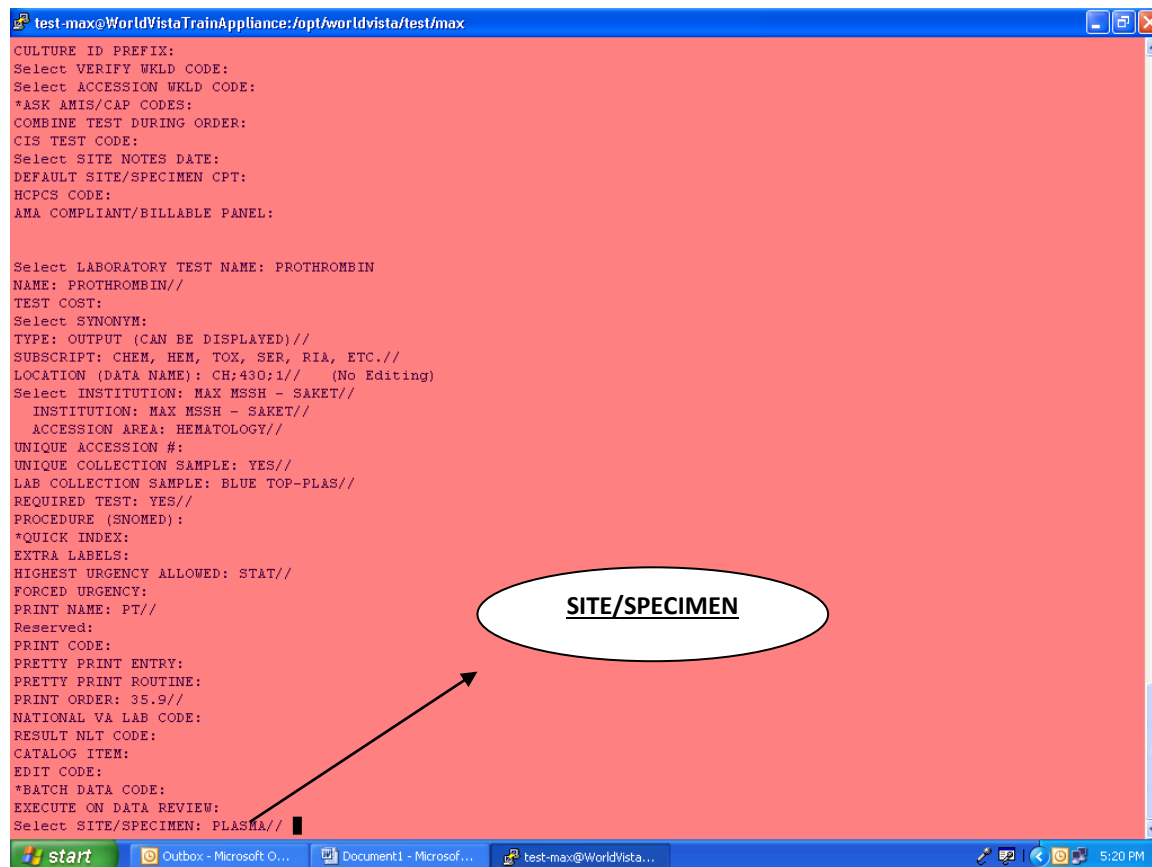 test-max@WorldVistaTrainAppliance:/opt/worldvista/test/max
CULTURE ID PREFIX:
Select VERIFY WKLD CODE:
Select ACCESSION WKLD CODE:
*ASK AMIS/CAP CODES:
COMBINE TEST DURING ORDER:
CIS TEST CODE:
Select SITE NOTES DATE:
DEFAULT SITE/SPECIMEN CPT:
HCPCS CODE:
AMA COMPLIANT/BILLABLE PANEL:
Select LABORATORY TEST NAME: PROTHROMBIN
NAME: PROTHROMBIN//
TEST COST:
Select SYNONYM:
TYPE: OUTPUT (CAN BE DISPLAYED)//
SUBSCRIPT: CHEM, HEM, TOX, SER, RIA, ETC.//
LOCATION (DATA NAME): CH;430;1//   (No Editing)
Select INSTITUTION: MAX MSSH - SAKET//
INSTITUTION: MAX MSSH - SAKET//
ACCESSION AREA: HEMATOLOGY//
UNIQUE ACCESSION #:
UNIQUE COLLECTION SAMPLE: YES//
LAB COLLECTION SAMPLE: BLUE TOP-PLAS//
REQUIRED TEST: YES//
PROCEDURE (SNOMED):
*QUICK INDEX:
EXTRA LABELS:
HIGHEST URGENCY ALLOWED: STAT//
FORCED URGENCY:
PRINT NAME: PT//
Reserved:
PRINT CODE:
PRETTY PRINT ENTRY:
PRETTY PRINT ROUTINE:
PRINT ORDER: 35.9//
NATIONAL VA LAB CODE:
RESULT NLT CODE:
CATALOG ITEM:
EDIT CODE:
*BATCH DATA CODE:
EXECUTE ON DATA REVIEW:
Select SITE/SPECIMEN: PLASMA//
SITE/SPECIMEN
start
Outbox - Microsoft O...
Document1 - Microsof...
test-max@WorldVista...
5:20 PM